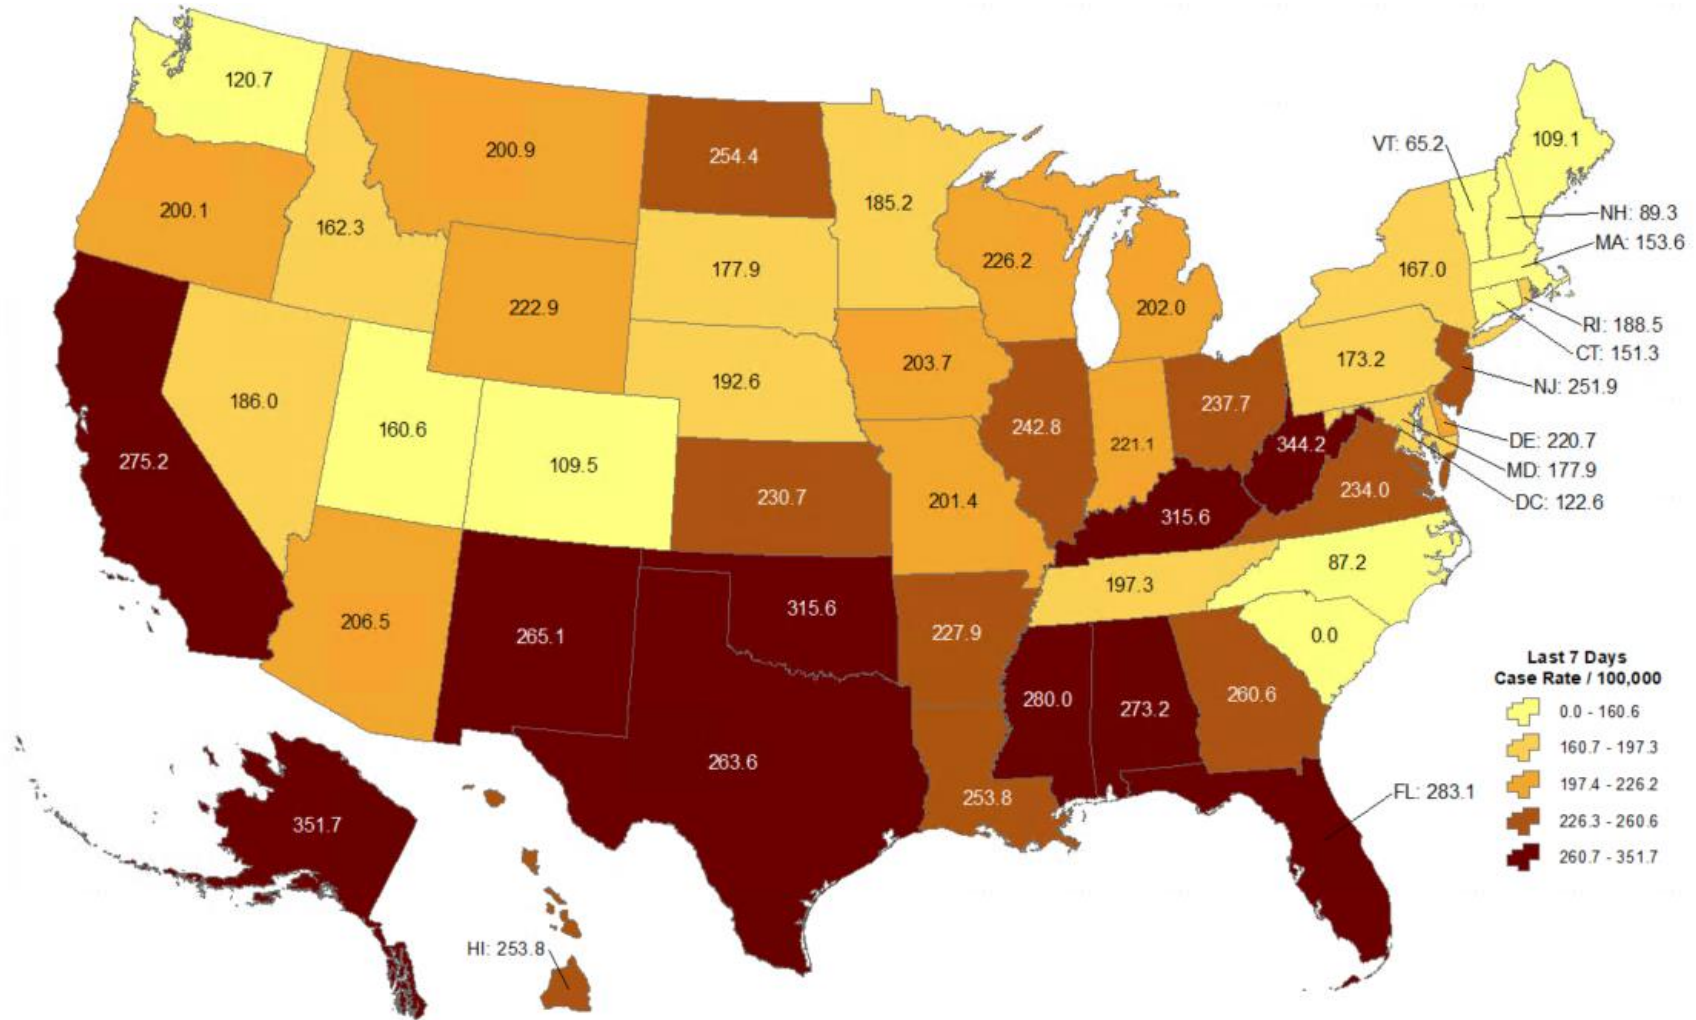 120.7
200.9
254.4
109.1
VT: 65.2
200.1
162.3
185.2
NH: 89.3
MA: 153.6
226.2
177.9
167.0
222.9
202.0
RI: 188.5
CT: 151.3
203.7
173.2
NJ: 251.9
192.6
186.0
237.7
160.6
242.8
DE: 220.7
221.1
344.2
275.2
109.5
MD: 177.9
234.0
230.7
201.4
DC: 122.6
315.6
87.2
197.3
315.6
206.5
265.1
227.9
0.0
Last 7 Days
Case Rate / 100,000
280.0
273.2
260.6
0.0 - 160.6
160.7 - 197.3
263.6
197.4 - 226.2
253.8
FL: 283.1
351.7
226.3 - 260.6
260.7 - 351.7
HI: 253.8